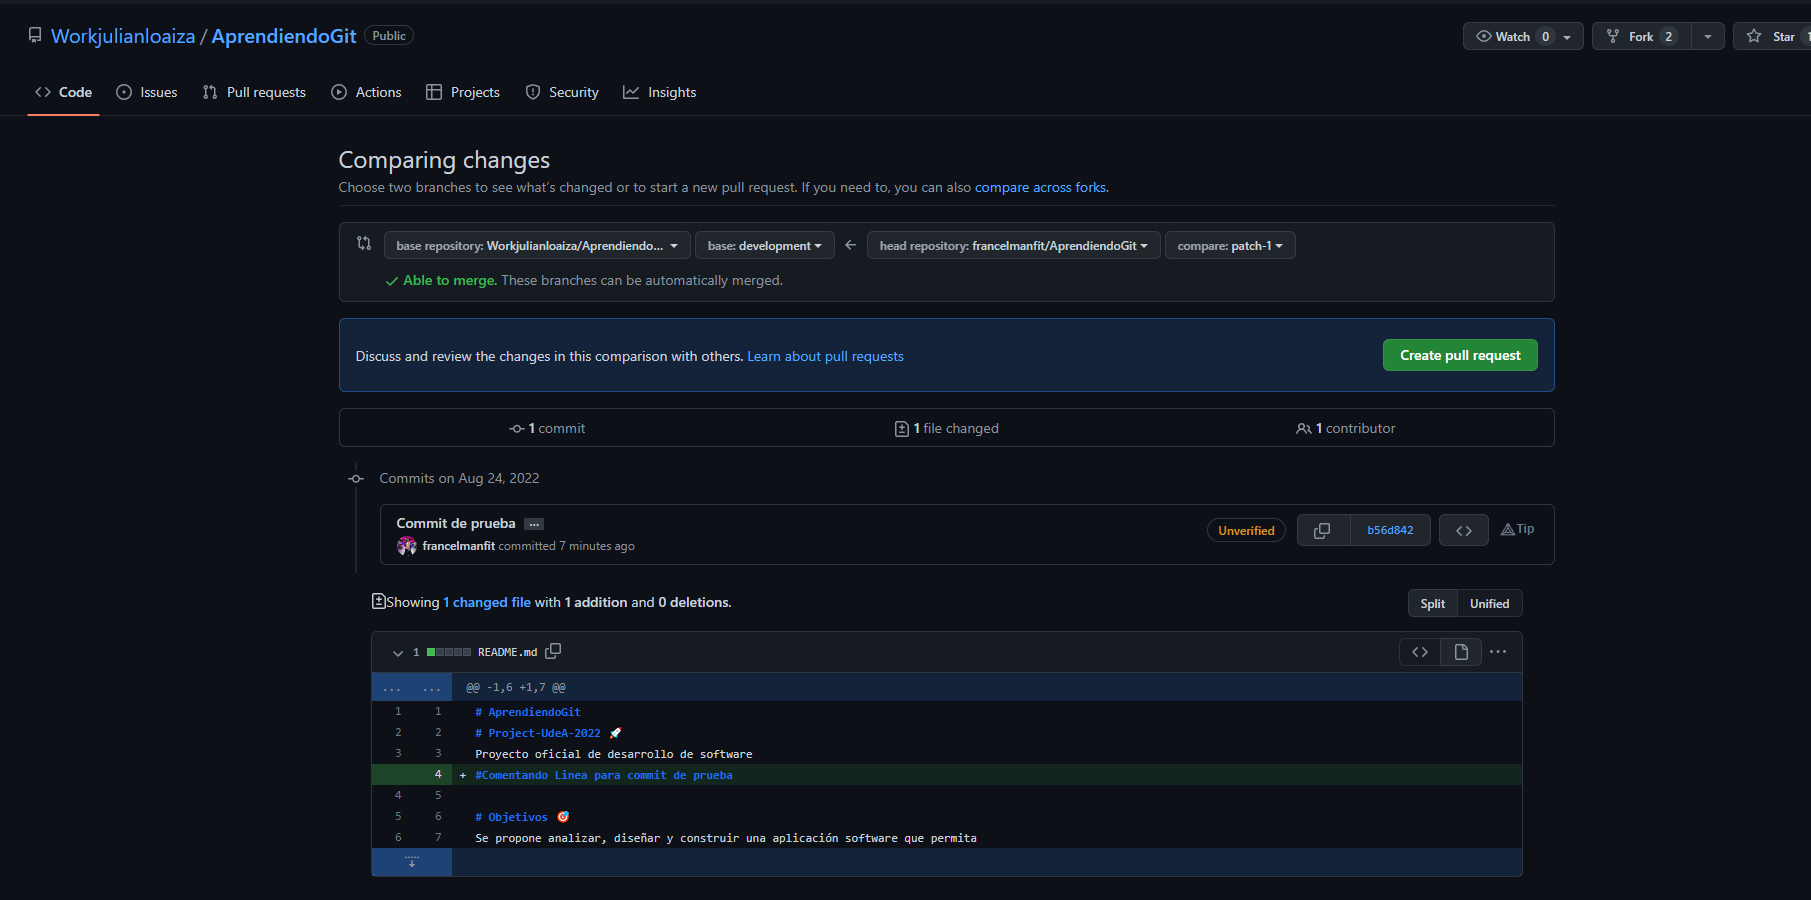 Workjulianloaiza / AprendiendoGit Public
Watch 0
Fork 2
Star 1
Code
Issues
Pull requests
Actions
Projects
Security
Insights
Comparing changes
Choose two branches to see what's changed or to start a new pull request. If you need to, you can also compare across forks.
base repository: Workjulianloaiza/Aprendiendo...
base: development
head repository: francelmanfit/AprendiendoGit
compare: patch-1
Able to merge. These branches can be automatically merged.
Discuss and review the changes in this comparison with others. Learn about pull requests
Create pull request
1 commit
1 file changed
1 contributor
Commits on Aug 24, 2022
Commit de prueba ...
francelmanfit committed 7 minutes ago
Unverified
b56d842
Tip
Showing 1 changed file with 1 addition and 0 deletions.
Split
Unified
1 README.md
... ... @@ -1,6 +1,7 @@
1 1 # AprendiendoGit
2 2 # Project-UdeA-2022 🚀
3 3 Proyecto oficial de desarrollo de software
4 + #Comentando Linea para commit de prueba
4 5
5 6 # Objetivos 🎯
6 7 Se propone analizar, diseñar y construir una aplicación software que permita